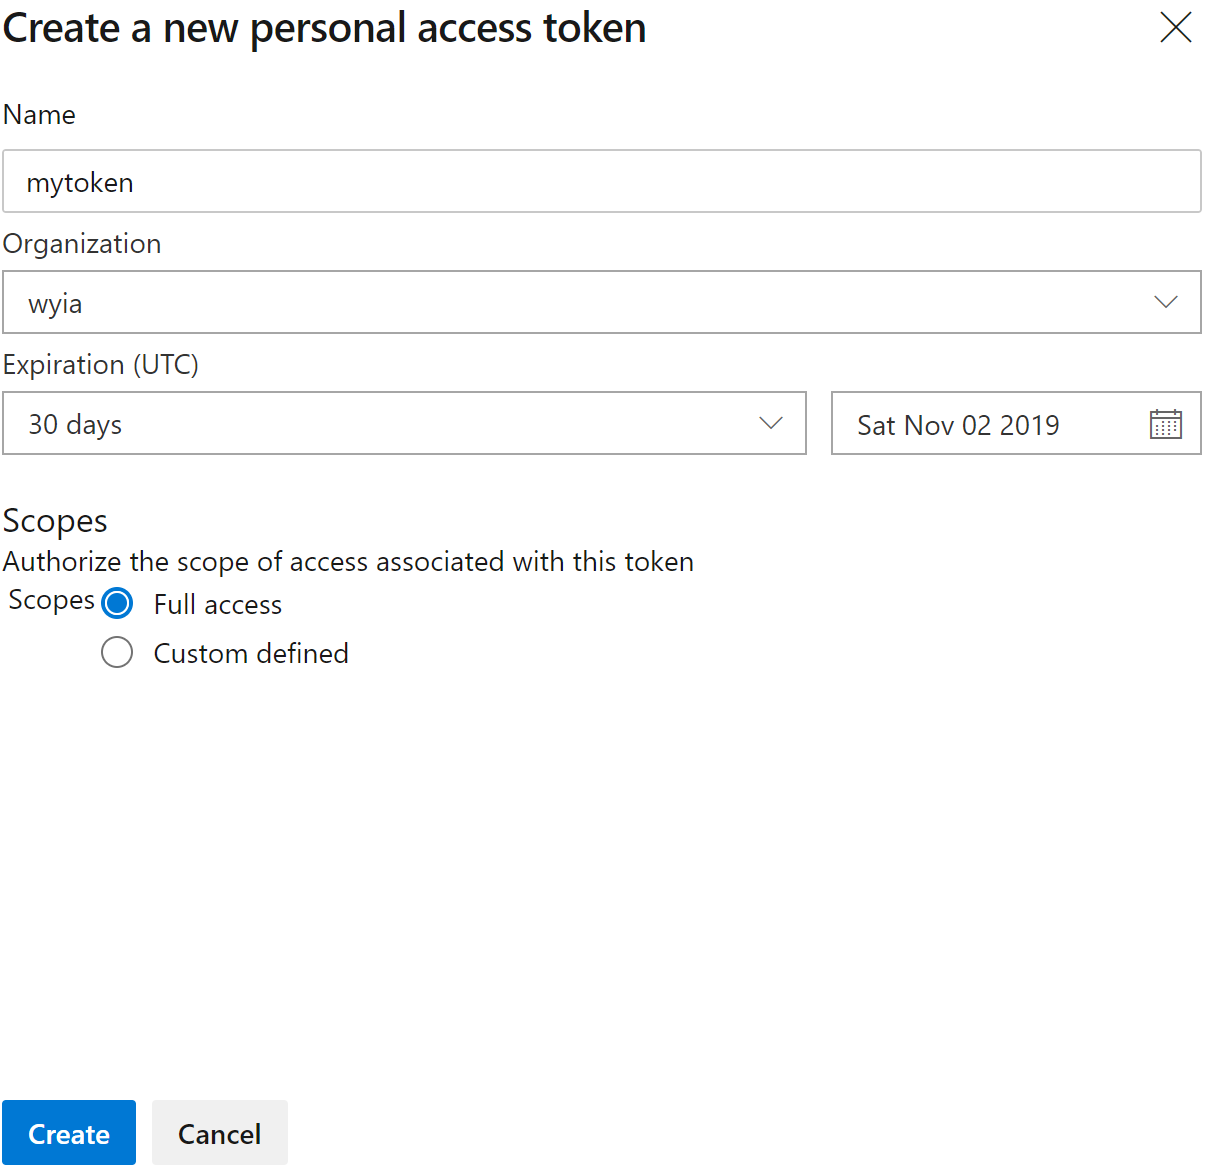 Create a new personal access token
Name
mytoken
Organization
wyia
Expiration (UTC)
30 days
Sat Nov 02 2019
Scopes
Authorize the scope of access associated with this token
Scopes Full access
Custom defined
Create Cancel